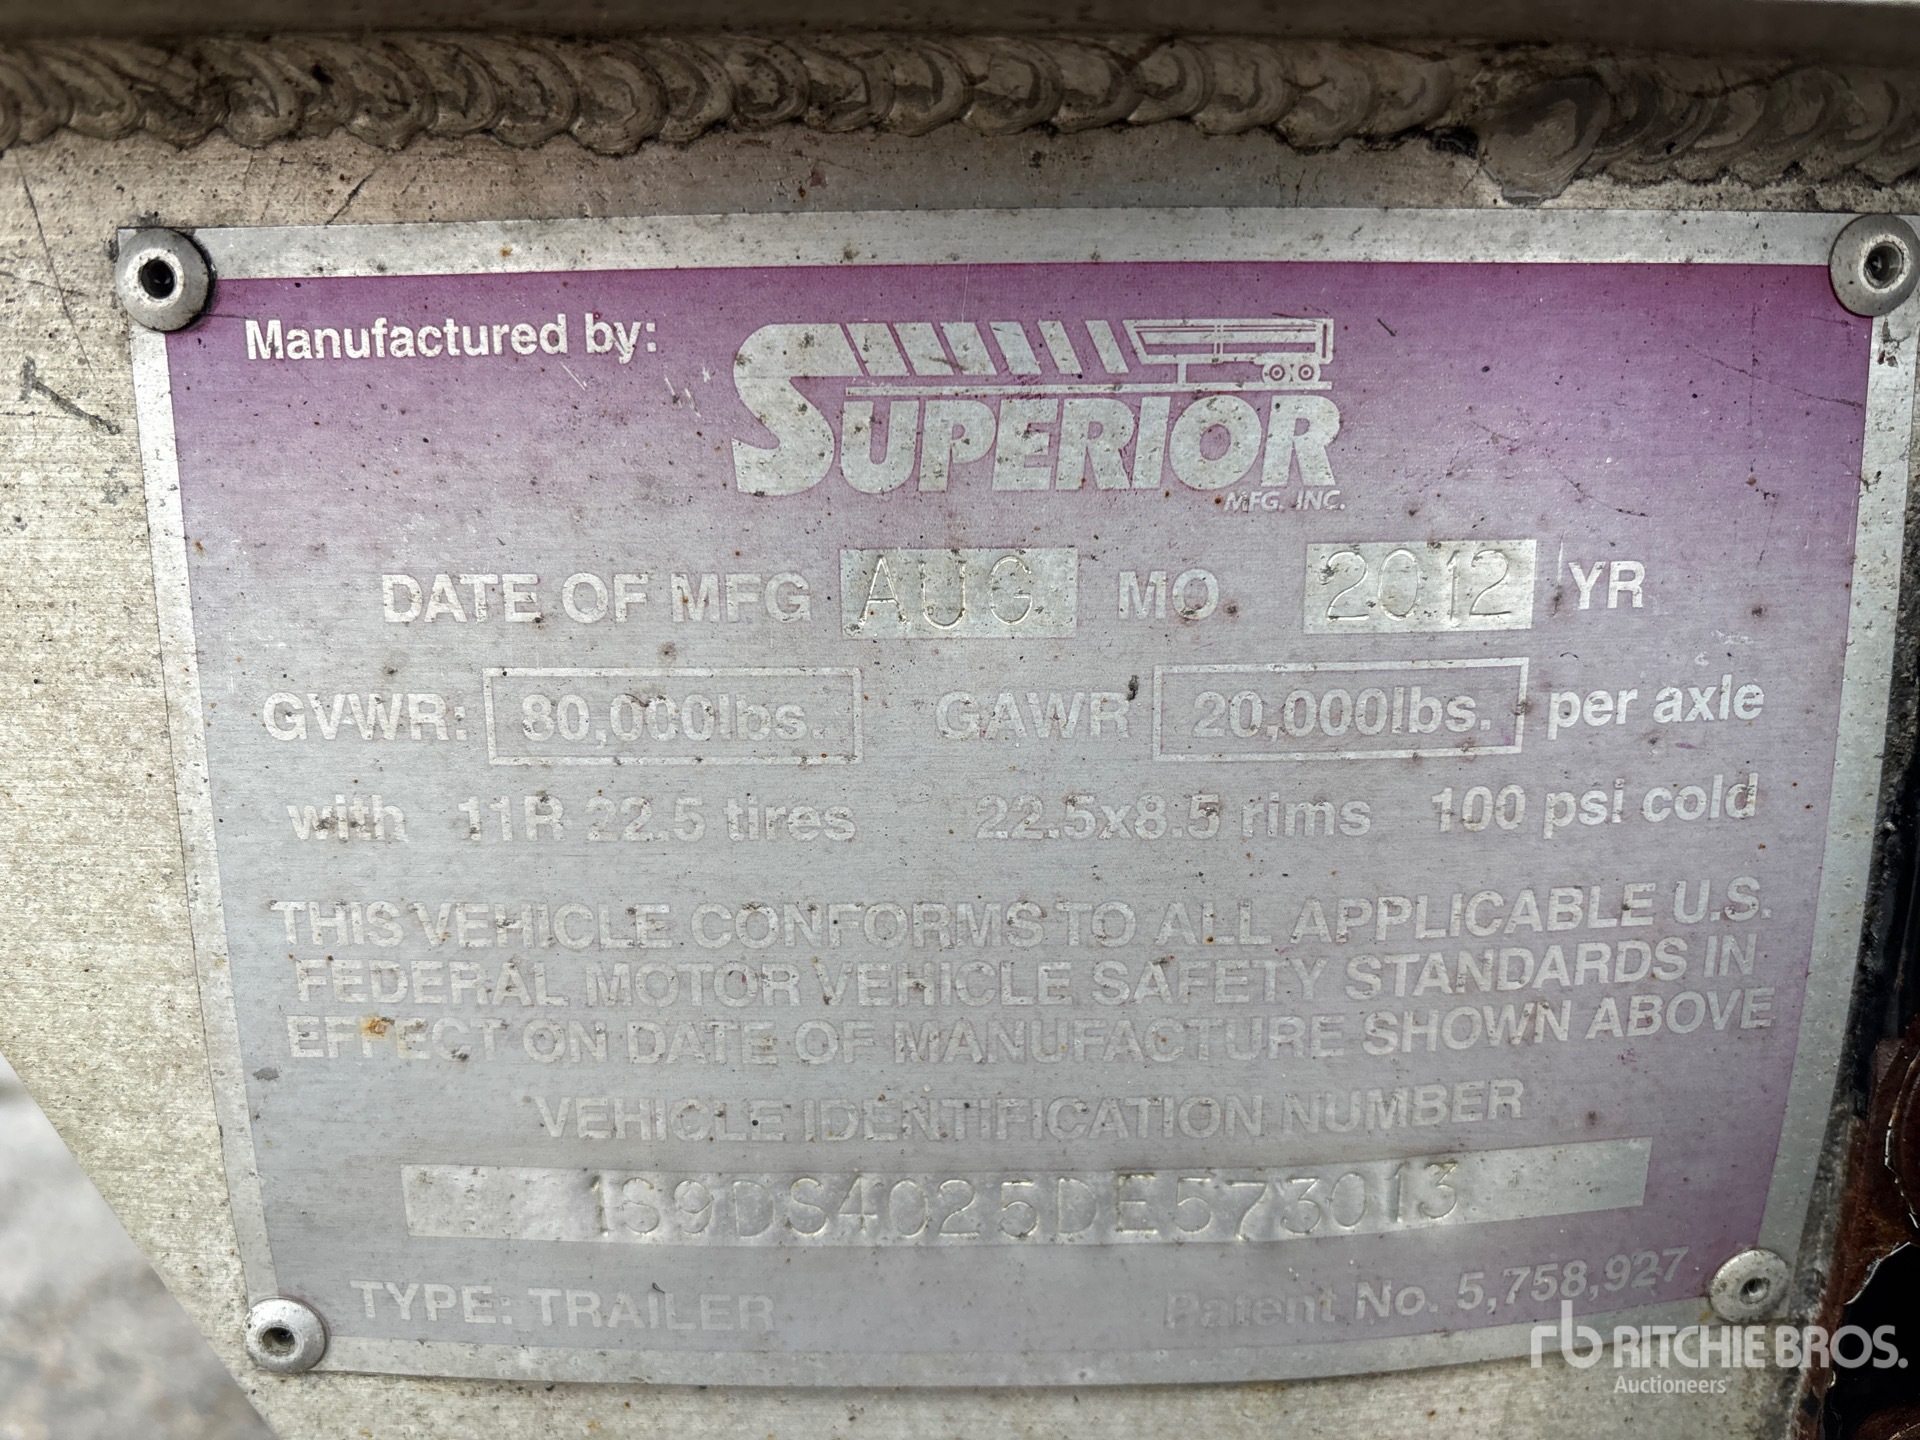 Manufactured by:
SUPERIOR
MFG. INC.
DATE OF MFG AUG MO 2012 YR
GVWR: 80,000lbs. GAWR 20,000lbs. per axle
with 11R 22.5 tires 22.5x8.5 rims 100 psi cold
THIS VEHICLE CONFORMS TO ALL APPLICABLE U.S.
FEDERAL MOTOR VEHICLE SAFETY STANDARDS IN
EFFECT ON DATE OF MANUFACTURE SHOWN ABOVE
VEHICLE IDENTIFICATION NUMBER
1S9DS4025DE573013
TYPE: TRAILER Patent No. 5,758,927
rb RITCHIE BROS.
Auctioneers